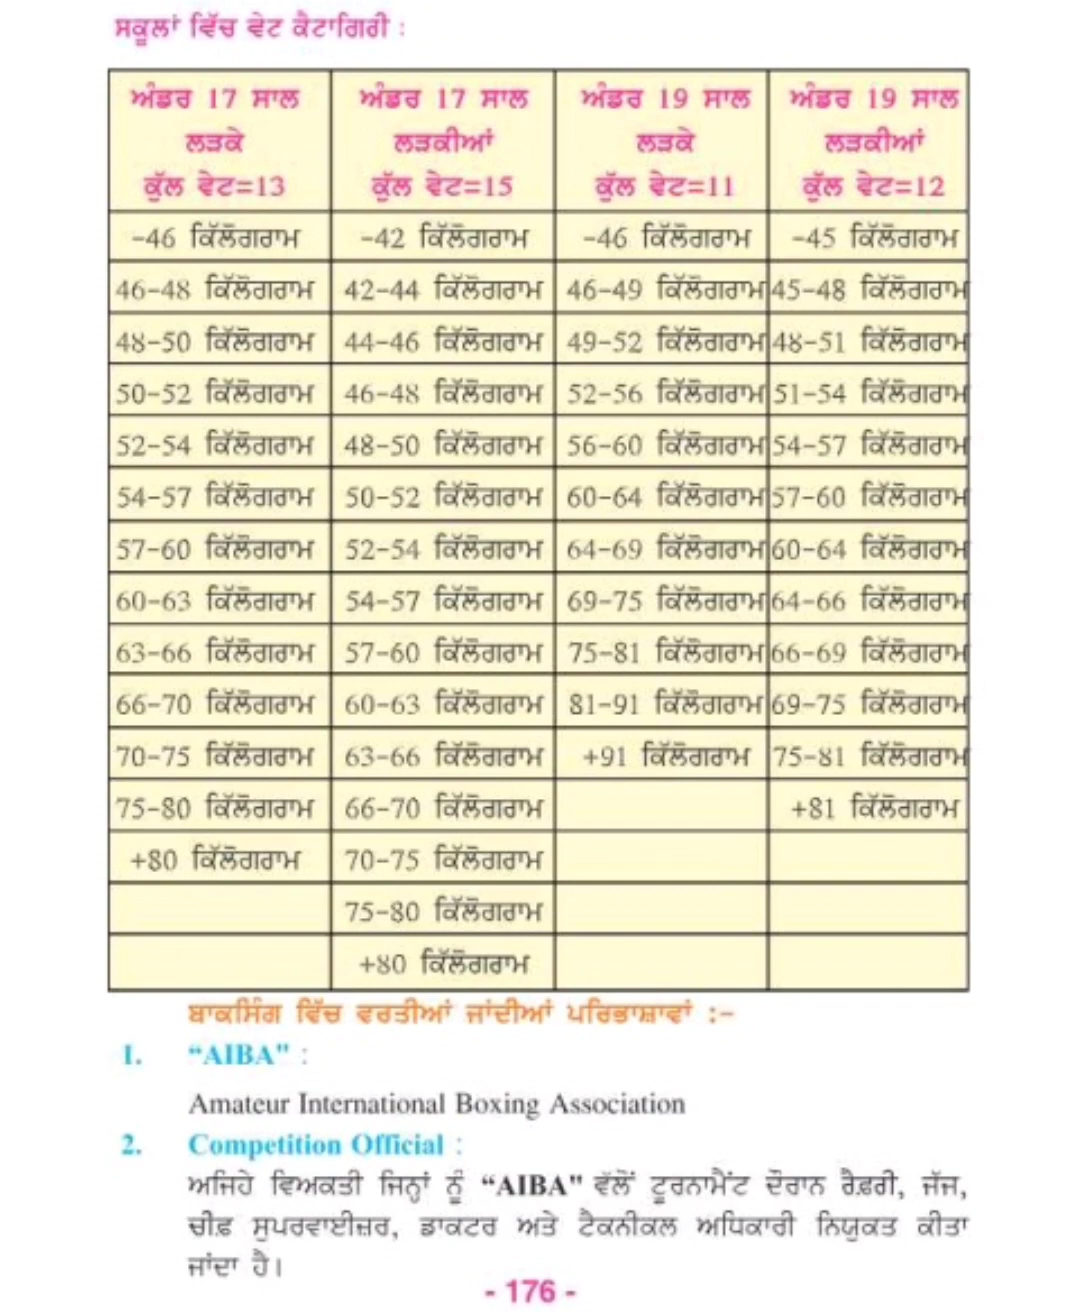 ਸਕੂਲਾਂ ਵਿੱਚ ਵੇਟ ਕੈਟਾਗਿਰੀ :
ਅੰਡਰ 17 ਸਾਲ ਅੰਡਰ 17 ਸਾਲ ਅੰਡਰ 19 ਸਾਲ ਅੰਡਰ 19 ਸਾਲ
ਲੜਕੇ ਲੜਕੀਆਂ ਲੜਕੇ ਲੜਕੀਆਂ
ਕੁੱਲ ਵੇਟ=13 ਕੁੱਲ ਵੇਟ=15 ਕੁੱਲ ਵੇਟ=11 ਕੁੱਲ ਵੇਟ=12
-46 ਕਿੱਲੋਗਰਾਮ -42 ਕਿੱਲੋਗਰਾਮ -46 ਕਿੱਲੋਗਰਾਮ -45 ਕਿੱਲੋਗਰਾਮ
46-48 ਕਿੱਲੋਗਰਾਮ 42-44 ਕਿੱਲੋਗਰਾਮ 46-49 ਕਿੱਲੋਗਰਾਮ 45-48 ਕਿੱਲੋਗਰਾਮ
48-50 ਕਿੱਲੋਗਰਾਮ 44-46 ਕਿੱਲੋਗਰਾਮ 49-52 ਕਿੱਲੋਗਰਾਮ 48-51 ਕਿੱਲੋਗਰਾਮ
50-52 ਕਿੱਲੋਗਰਾਮ 46-48 ਕਿੱਲੋਗਰਾਮ 52-56 ਕਿੱਲੋਗਰਾਮ 51-54 ਕਿੱਲੋਗਰਾਮ
52-54 ਕਿੱਲੋਗਰਾਮ 48-50 ਕਿੱਲੋਗਰਾਮ 56-60 ਕਿੱਲੋਗਰਾਮ 54-57 ਕਿੱਲੋਗਰਾਮ
54-57 ਕਿੱਲੋਗਰਾਮ 50-52 ਕਿੱਲੋਗਰਾਮ 60-64 ਕਿੱਲੋਗਰਾਮ 57-60 ਕਿੱਲੋਗਰਾਮ
57-60 ਕਿੱਲੋਗਰਾਮ 52-54 ਕਿੱਲੋਗਰਾਮ 64-69 ਕਿੱਲੋਗਰਾਮ 60-64 ਕਿੱਲੋਗਰਾਮ
60-63 ਕਿੱਲੋਗਰਾਮ 54-57 ਕਿੱਲੋਗਰਾਮ 69-75 ਕਿੱਲੋਗਰਾਮ 64-66 ਕਿੱਲੋਗਰਾਮ
63-66 ਕਿੱਲੋਗਰਾਮ 57-60 ਕਿੱਲੋਗਰਾਮ 75-81 ਕਿੱਲੋਗਰਾਮ 66-69 ਕਿੱਲੋਗਰਾਮ
66-70 ਕਿੱਲੋਗਰਾਮ 60-63 ਕਿੱਲੋਗਰਾਮ 81-91 ਕਿੱਲੋਗਰਾਮ 69-75 ਕਿੱਲੋਗਰਾਮ
70-75 ਕਿੱਲੋਗਰਾਮ 63-66 ਕਿੱਲੋਗਰਾਮ +91 ਕਿੱਲੋਗਰਾਮ 75-81 ਕਿੱਲੋਗਰਾਮ
75-80 ਕਿੱਲੋਗਰਾਮ 66-70 ਕਿੱਲੋਗਰਾਮ +81 ਕਿੱਲੋਗਰਾਮ
+80 ਕਿੱਲੋਗਰਾਮ 70-75 ਕਿੱਲੋਗਰਾਮ
75-80 ਕਿੱਲੋਗਰਾਮ
+80 ਕਿੱਲੋਗਰਾਮ
ਬਾਕਸਿੰਗ ਵਿੱਚ ਵਰਤੀਆਂ ਜਾਂਦੀਆਂ ਪਰਿਭਾਸ਼ਾਵਾਂ :-
1. “AIBA" :
Amateur International Boxing Association
2. Competition Official :
ਅਜਿਹੇ ਵਿਅਕਤੀ ਜਿਨ੍ਹਾਂ ਨੂੰ “AIBA" ਵੱਲੋਂ ਟੂਰਨਾਮੈਂਟ ਦੌਰਾਨ ਰੈਫ਼ਰੀ, ਜੱਜ,
ਚੀਫ਼ ਸੁਪਰਵਾਈਜ਼ਰ, ਡਾਕਟਰ ਅਤੇ ਟੈਕਨੀਕਲ ਅਧਿਕਾਰੀ ਨਿਯੁਕਤ ਕੀਤਾ
ਜਾਂਦਾ ਹੈ।
- 176 -